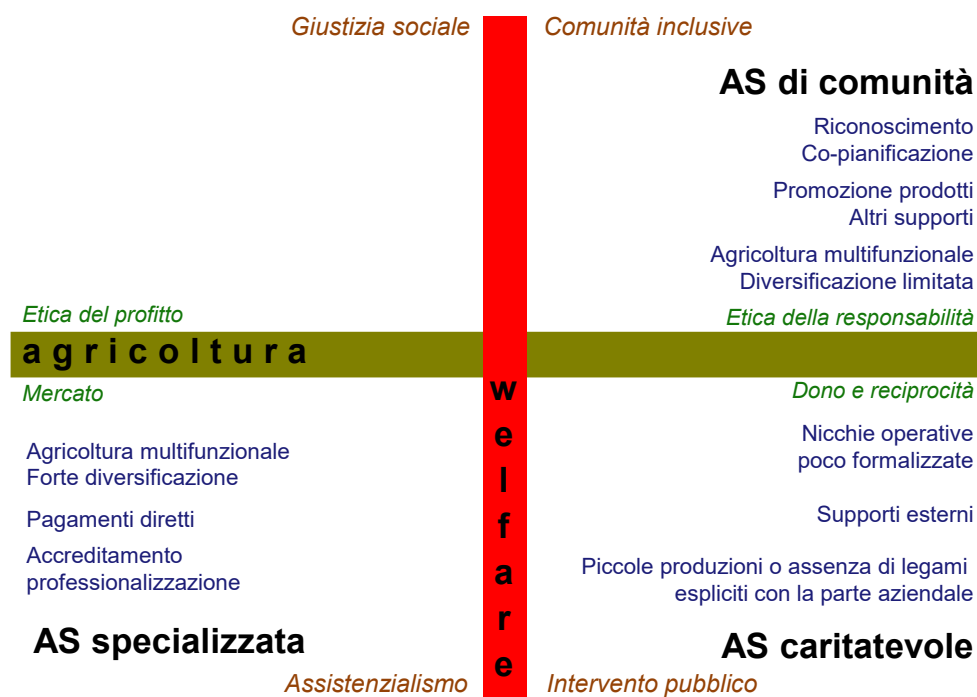 Giustizia sociale
Comunità inclusive
AS di comunità
Riconoscimento
Co-pianificazione
Promozione prodotti
Altri supporti
Agricoltura multifunzionale
Diversificazione limitata
Etica del profitto
Etica della responsabilità
agricoltura
Mercato
Dono e reciprocità
welfare
Agricoltura multifunzionale
Forte diversificazione
Pagamenti diretti
Accreditamento
professionalizzazione
AS specializzata
Nicchie operative
poco formalizzate
Supporti esterni
Piccole produzioni o assenza di legami
espliciti con la parte aziendale
AS caritatevole
Assistenzialismo
Intervento pubblico